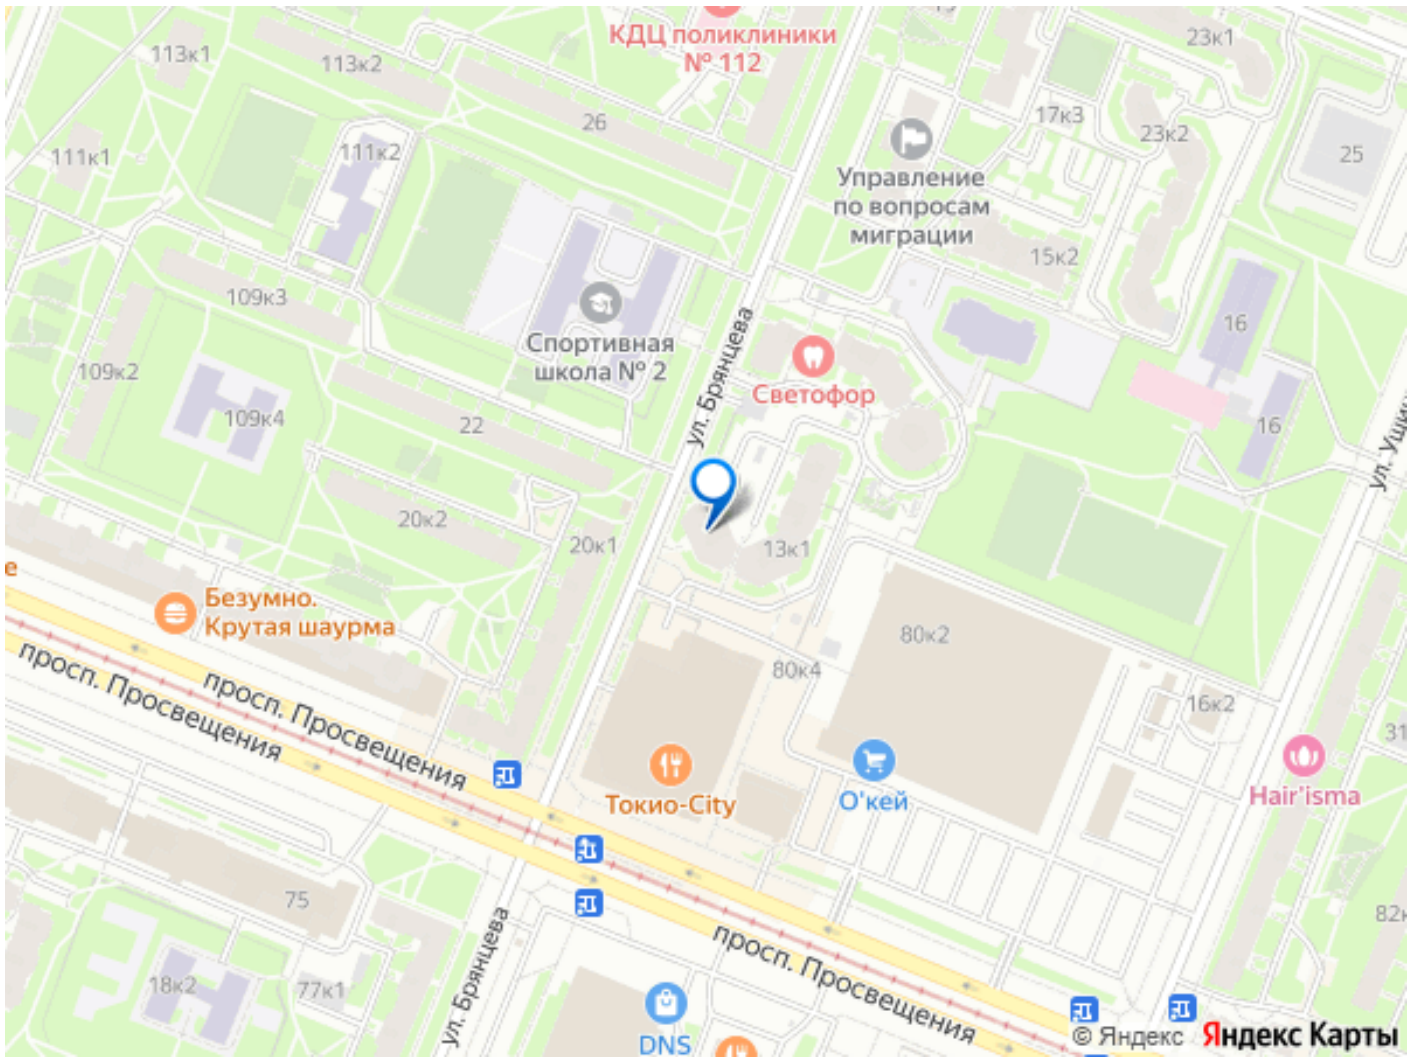 23к1
КДЦ поликлиники
№ 112
113к1
113к2
26
17к3
23к2
25
111к1
111к2
Управление
по вопросам
миграции
15к2
109к3
16
Спортивная
школа № 2
ул. Брянцева
109к2
Светофор
109к4
22
16
20к2
20к1
13к1
е
Безумно.
Крутая шаурма
80к2
просп. Просвещения
просп. Просвещения
80к4
16к2
31
Токио-City
О'кей
Hair'isma
75
82к
ул. Брянцева
просп. Просвещения
18к2
77к1
DNS
© Яндекс Яндекс Карты